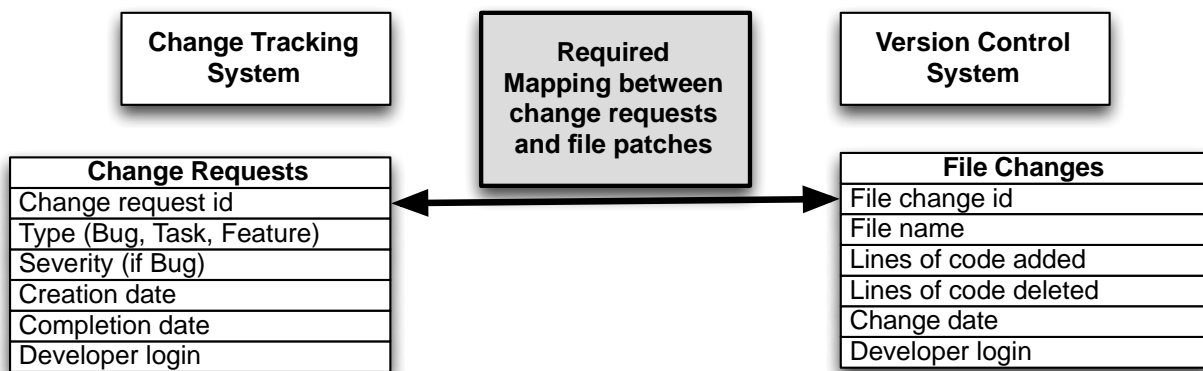 Change Tracking
System
Required
Mapping between
change requests
and file patches
Version Control
System
Change Requests
Change request id
Type (Bug, Task, Feature)
Severity (if Bug)
Creation date
Completion date
Developer login
File Changes
File change id
File name
Lines of code added
Lines of code deleted
Change date
Developer login